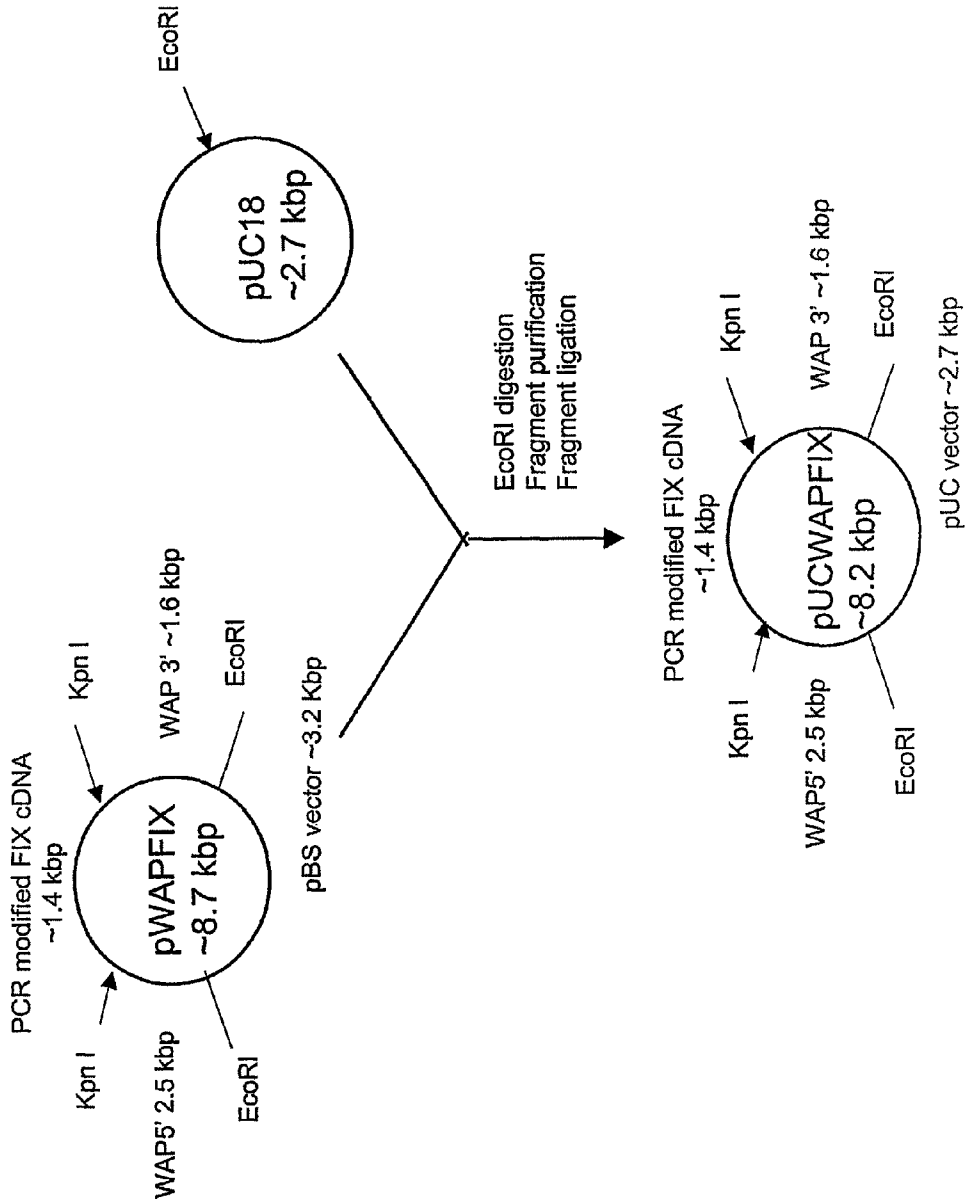 PCR modified FIX cDNA
~1.4 kbp
Kpn I
Kpn I
WAP5' 2.5 kbp
WAP 3' ~1.6 kbp
pWAPFIX
~8.7 kbp
EcoRI
EcoRI
pBS vector ~3.2 Kbp
EcoRI
pUC18
~2.7 kbp
EcoRI digestion
Fragment purification
Fragment ligation
PCR modified FIX cDNA
~1.4 kbp
Kpn I
Kpn I
WAP5' 2.5 kbp
WAP 3' ~1.6 kbp
pUCWAPFIX
~8.2 kbp
EcoRI
EcoRI
pUC vector ~2.7 kbp